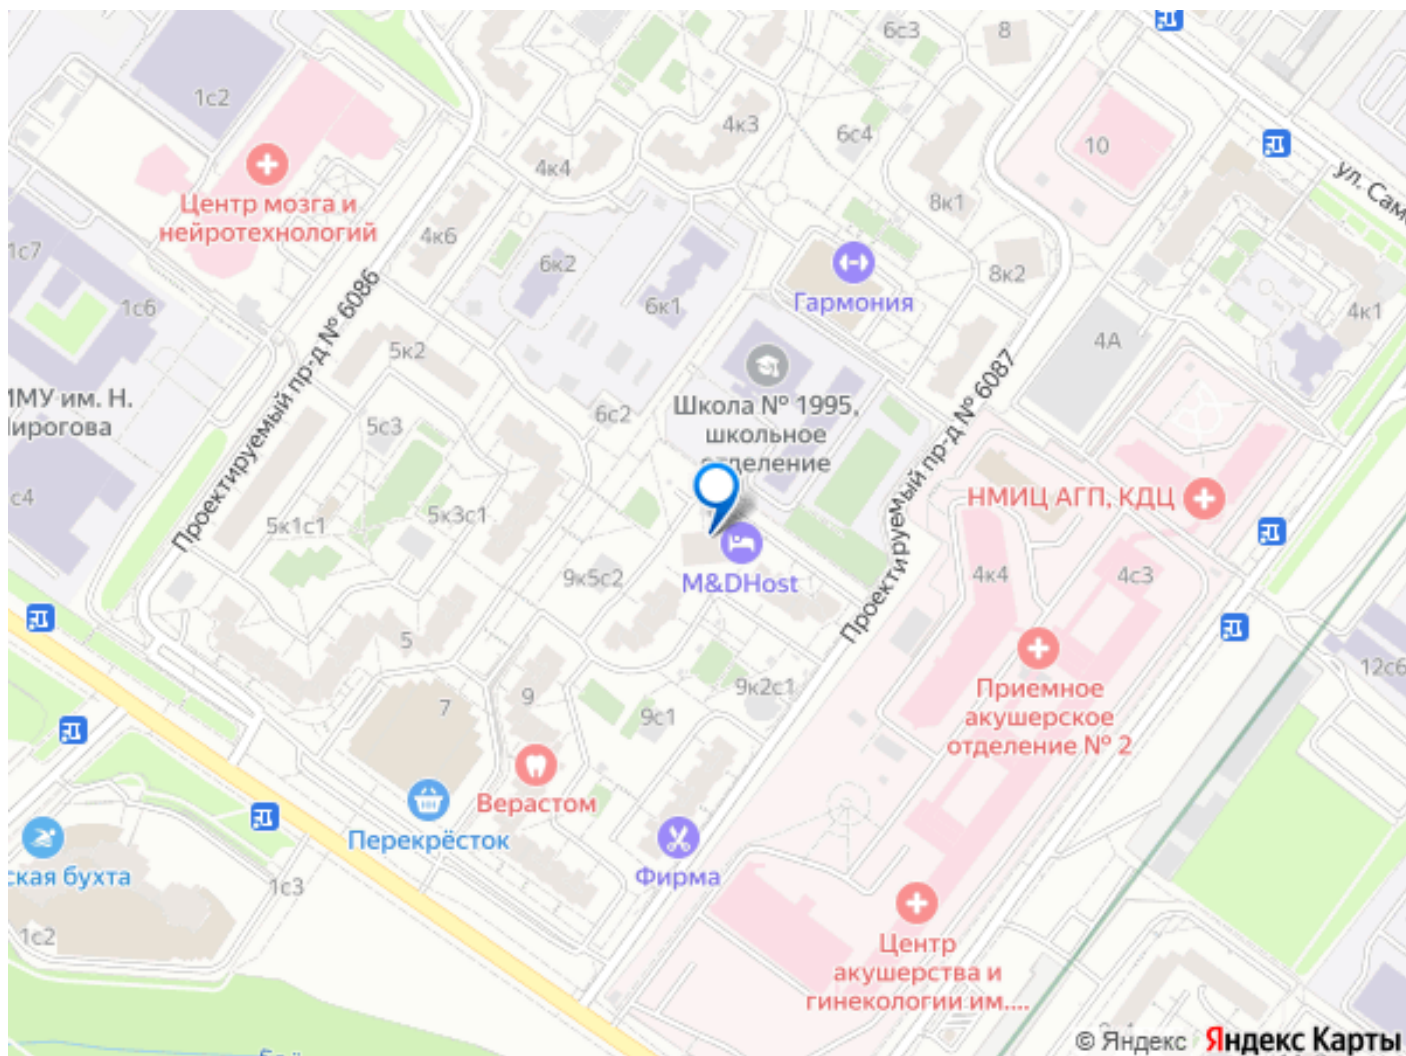 6с3
8
1с2
4к3
6с4
10
4к4
ул. Сам
Центр мозга и
нейротехнологий
8к1
4к6
1с7
6к2
8к2
1с6
6к1
Гармония
4к1
Проектируемый пр-д № 6086
5к2
4А
Школа № 1995,
школьное
отделение
Проектируемый пр-д № 6087
ИМУ им. Н.
Пирогова
5с3
6с2
с4
5к1с1
5к3с1
НМИЦ АГП, КДЦ
9к5с2
M&DHost
4к4
4с3
5
12с6
9к2с1
Приемное
акушерское
отделение № 2
7
9
9с1
Верастом
Перекрёсток
ская бухта
1с3
Фирма
1с2
Центр
акушерства и
гинекологии им....
© Яндекс Яндекс Карты